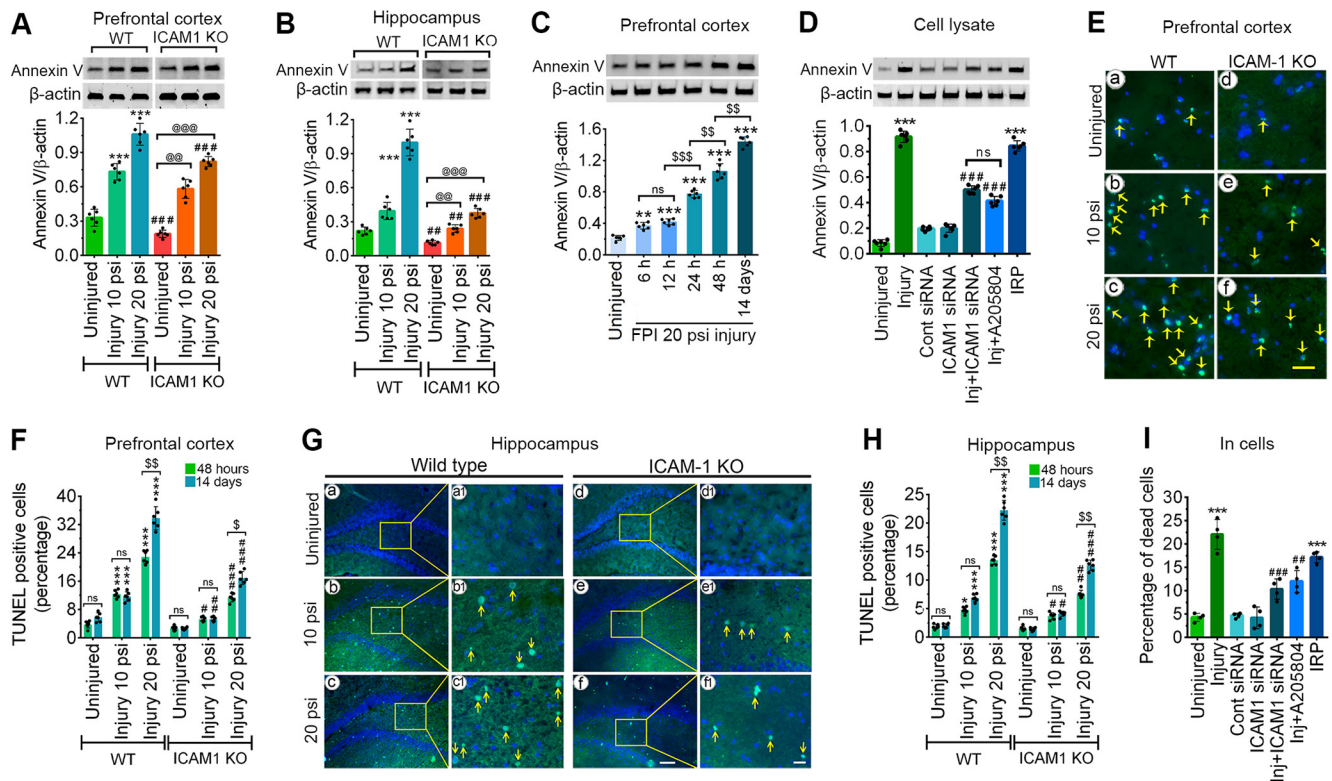 A
Prefrontal cortex
WT
ICAM1 KO
Annexin V
β-actin
Annexin V/β-actin
1.2
0.9
0.6
0.3
0.0
***
***
@@@
@@
###
###
Uninjured
Injury 10 psi
Injury 20 psi
Uninjured
Injury 10 psi
Injury 20 psi
WT
ICAM1 KO
B
Hippocampus
WT
ICAM1 KO
Annexin V
β-actin
Annexin V/β-actin
1.2
0.9
0.6
0.3
0.0
***
***
@@@
@@
##
##
###
Uninjured
Injury 10 psi
Injury 20 psi
Uninjured
Injury 10 psi
Injury 20 psi
WT
ICAM1 KO
C
Prefrontal cortex
Annexin V
β-actin
Annexin V/β-actin
1.6
1.2
0.8
0.4
0.0
$$
$$
$$$
ns
**
***
***
***
***
Uninjured
6 h
12 h
24 h
48 h
14 days
FPI 20 psi injury
D
Cell lysate
Annexin V
β-actin
Annexin V/β-actin
1.0
0.8
0.6
0.4
0.2
0.0
***
ns
###
###
***
Uninjured
Injury
Cont siRNA
ICAM1 siRNA
Inj+ICAM1 siRNA
Inj+A205804
IRP
E
Prefrontal cortex
WT
ICAM-1 KO
Uninjured
10 psi
20 psi
a
d
b
e
c
f
F
Prefrontal cortex
48 hours
14 days
TUNEL positive cells
(percentage)
40
32
24
16
8
0
ns
ns
***
***
$$
***
***
ns
ns
#
##
$
###
###
Uninjured
Injury 10 psi
Injury 20 psi
Uninjured
Injury 10 psi
Injury 20 psi
WT
ICAM1 KO
G
Hippocampus
Wild type
ICAM-1 KO
Uninjured
10 psi
20 psi
a
a1
d
d1
b
b1
e
e1
c
c1
f
f1
H
Hippocampus
48 hours
14 days
TUNEL positive cells
(percentage)
25
20
15
10
5
0
ns
ns
*
***
$$
***
***
ns
ns
#
#
$$
##
###
Uninjured
Injury 10 psi
Injury 20 psi
Uninjured
Injury 10 psi
Injury 20 psi
WT
ICAM1 KO
I
In cells
Percentage of dead cells
30
25
20
15
10
5
0
***
###
##
***
Uninjured
Injury
Cont siRNA
ICAM1 siRNA
Inj+ICAM1 siRNA
Inj+A205804
IRP